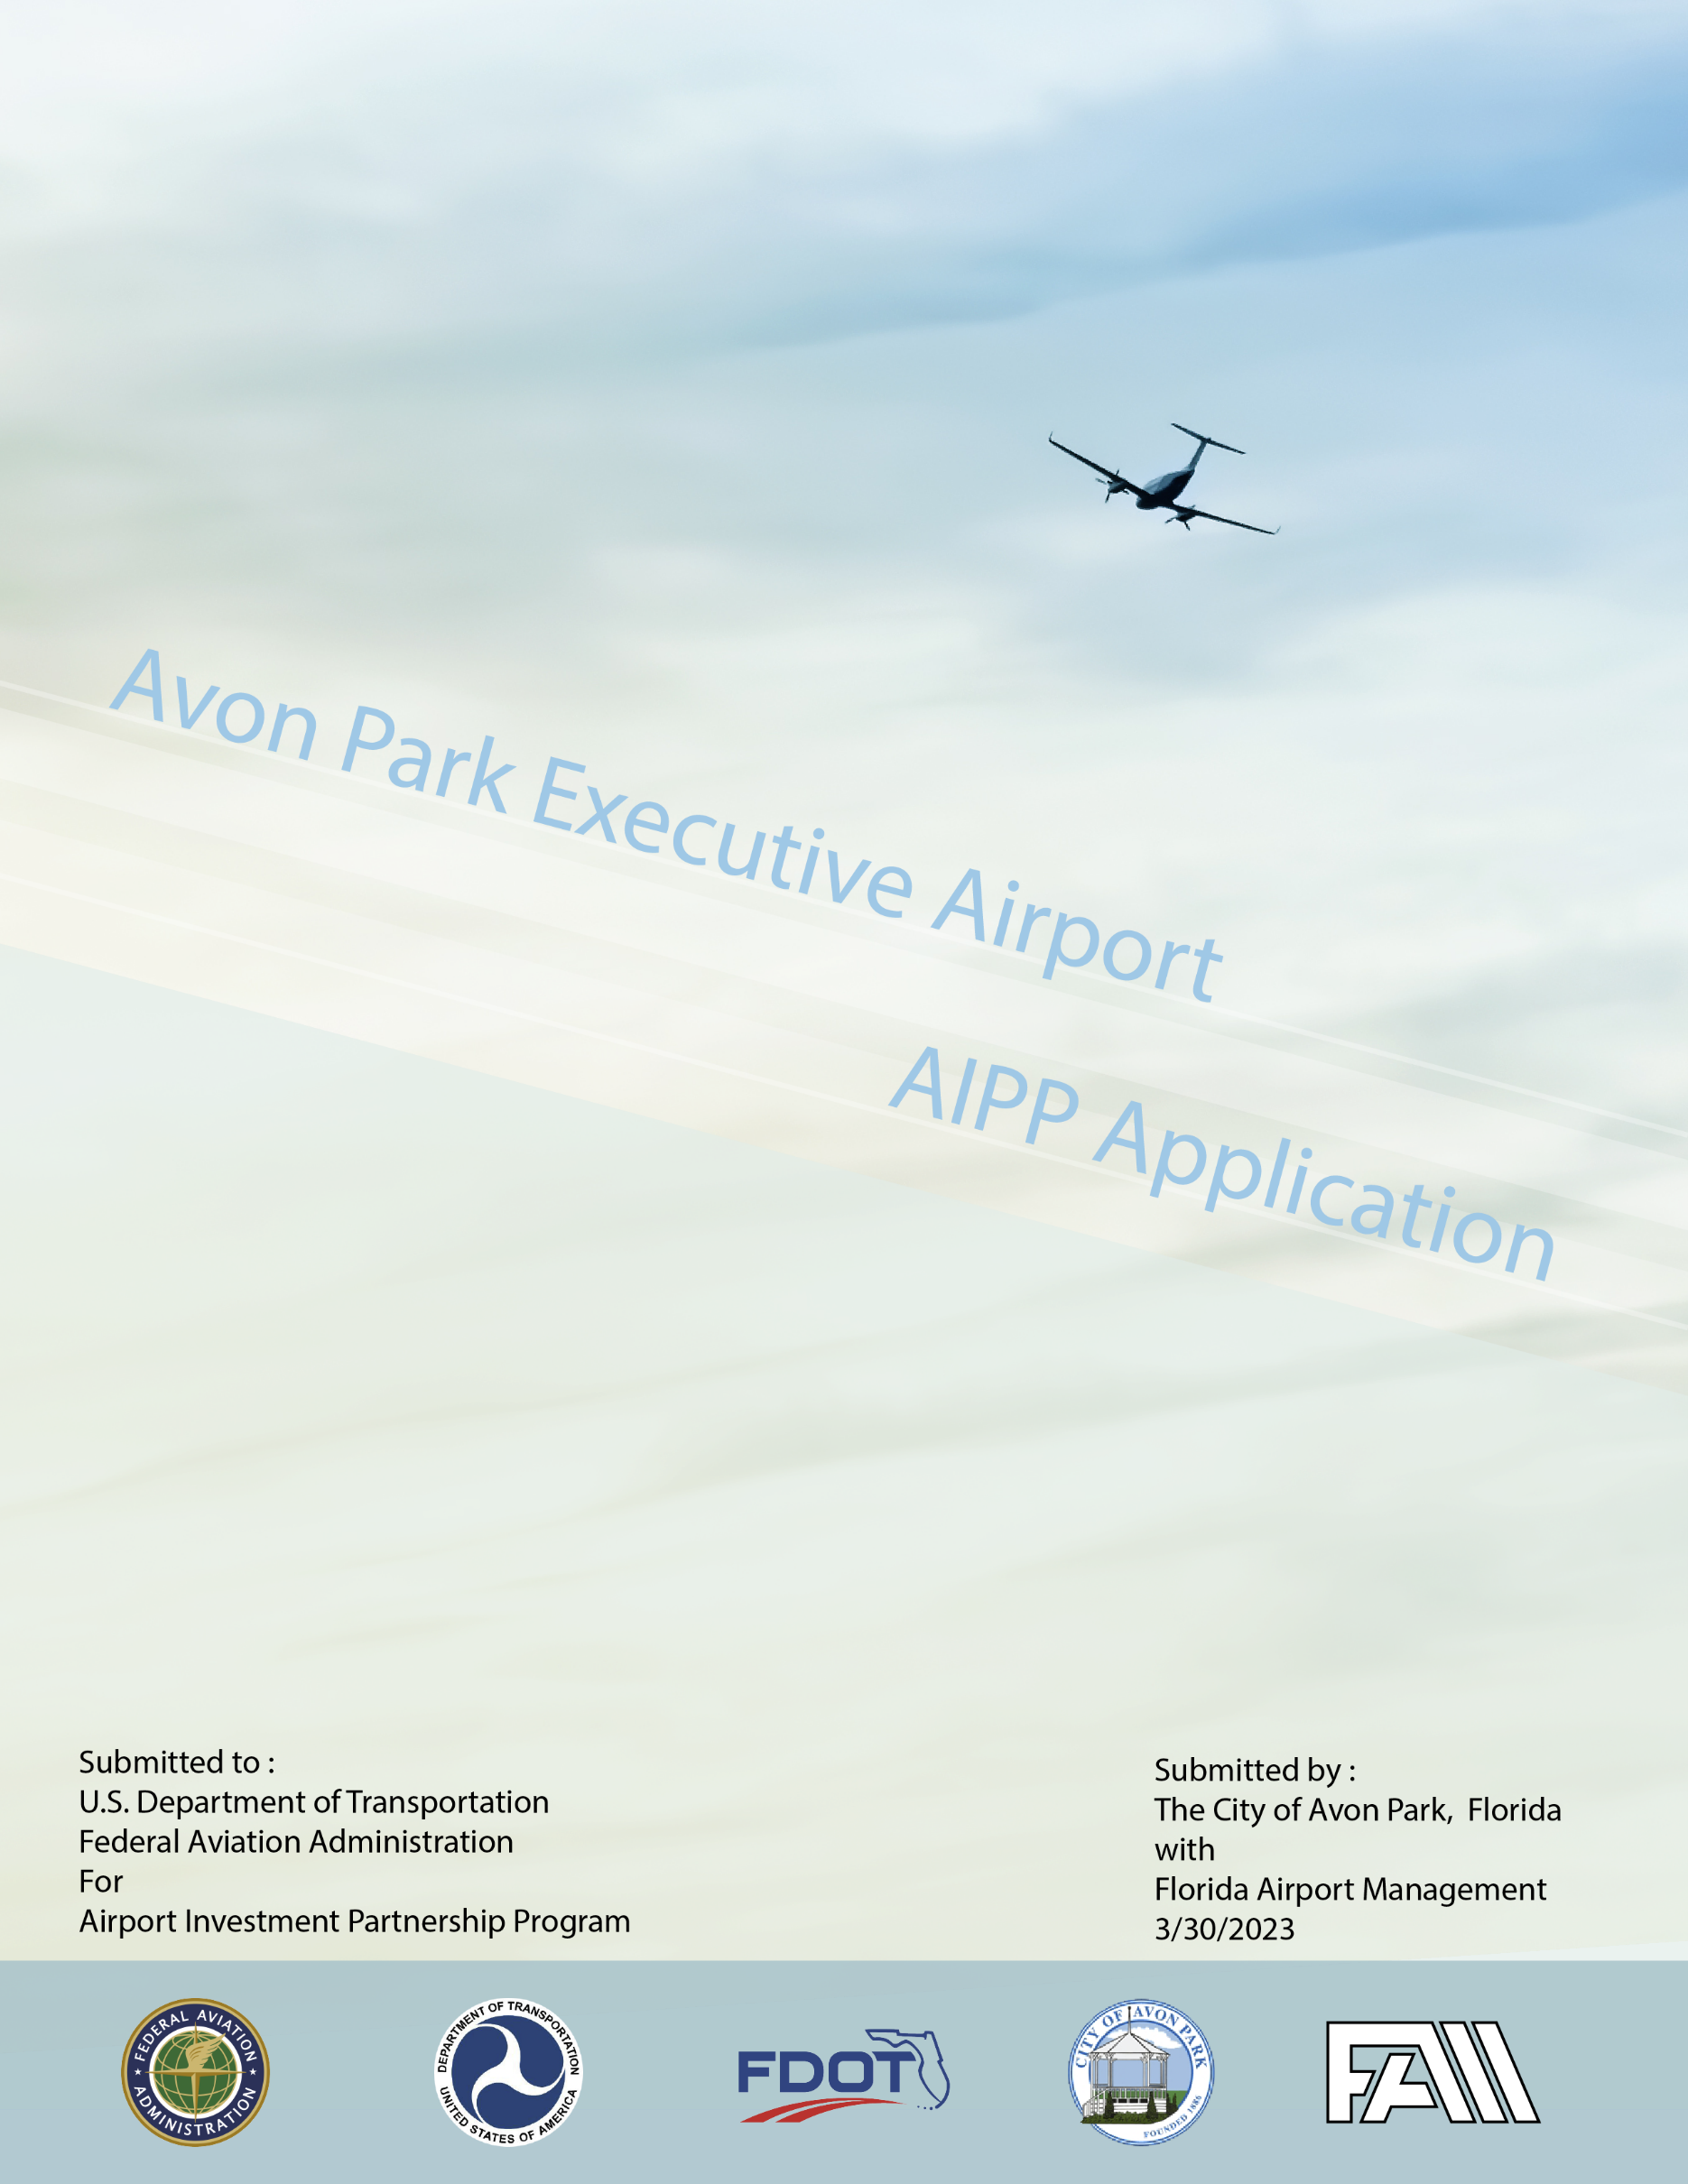 Avon Park Executive Airport
AIPP Application
Submitted to :
U.S. Department of Transportation
Federal Aviation Administration
For
Airport Investment Partnership Program
Submitted by :
The City of Avon Park, Florida
with
Florida Airport Management
3/30/2023
FEDERAL AVIATION
ADMINISTRATION
DEPARTMENT OF TRANSPORTATION
UNITED STATES OF AMERICA
FDOT
CITY OF AVON PARK
FOUNDED 1886
FAM